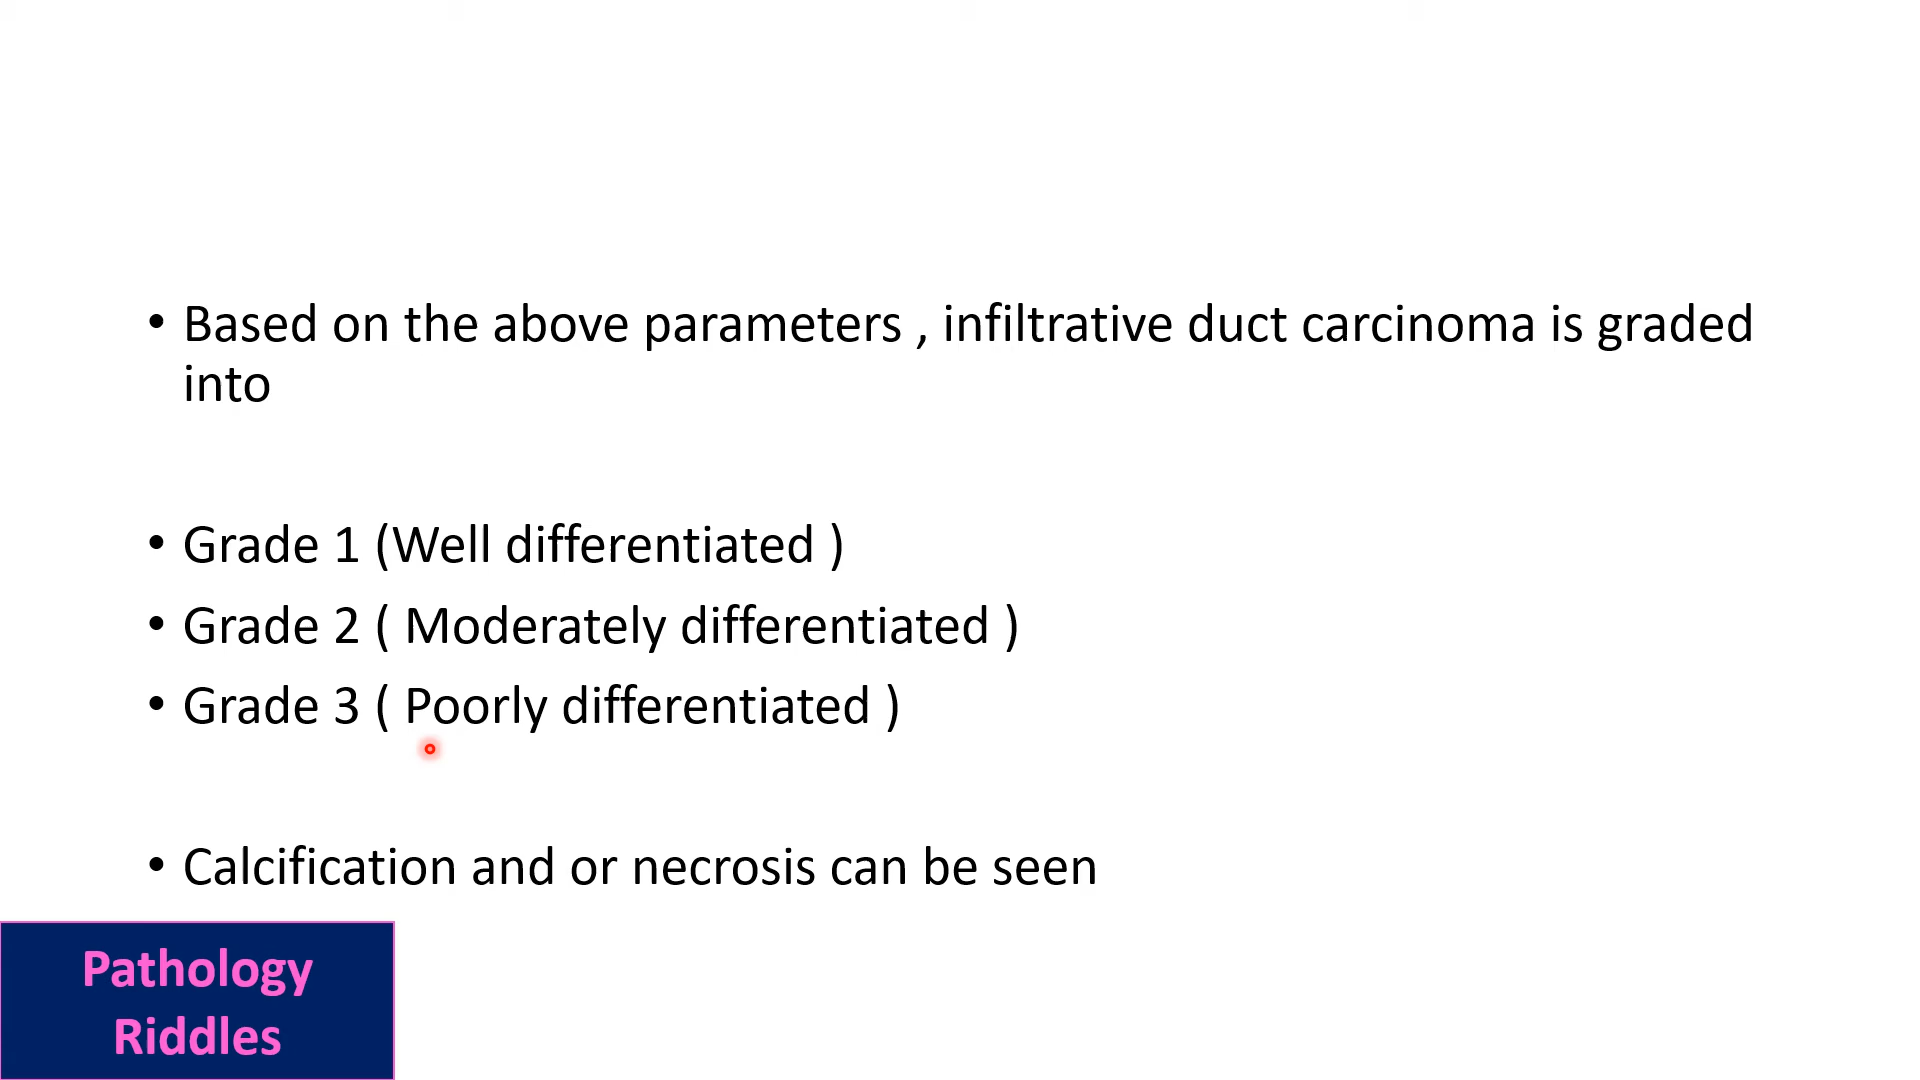 • Based on the above parameters , infiltrative duct carcinoma is graded
into
• Grade 1 (Well differentiated )
• Grade 2 ( Moderately differentiated )
• Grade 3 ( Poorly differentiated )
• Calcification and or necrosis can be seen
Pathology
Riddles